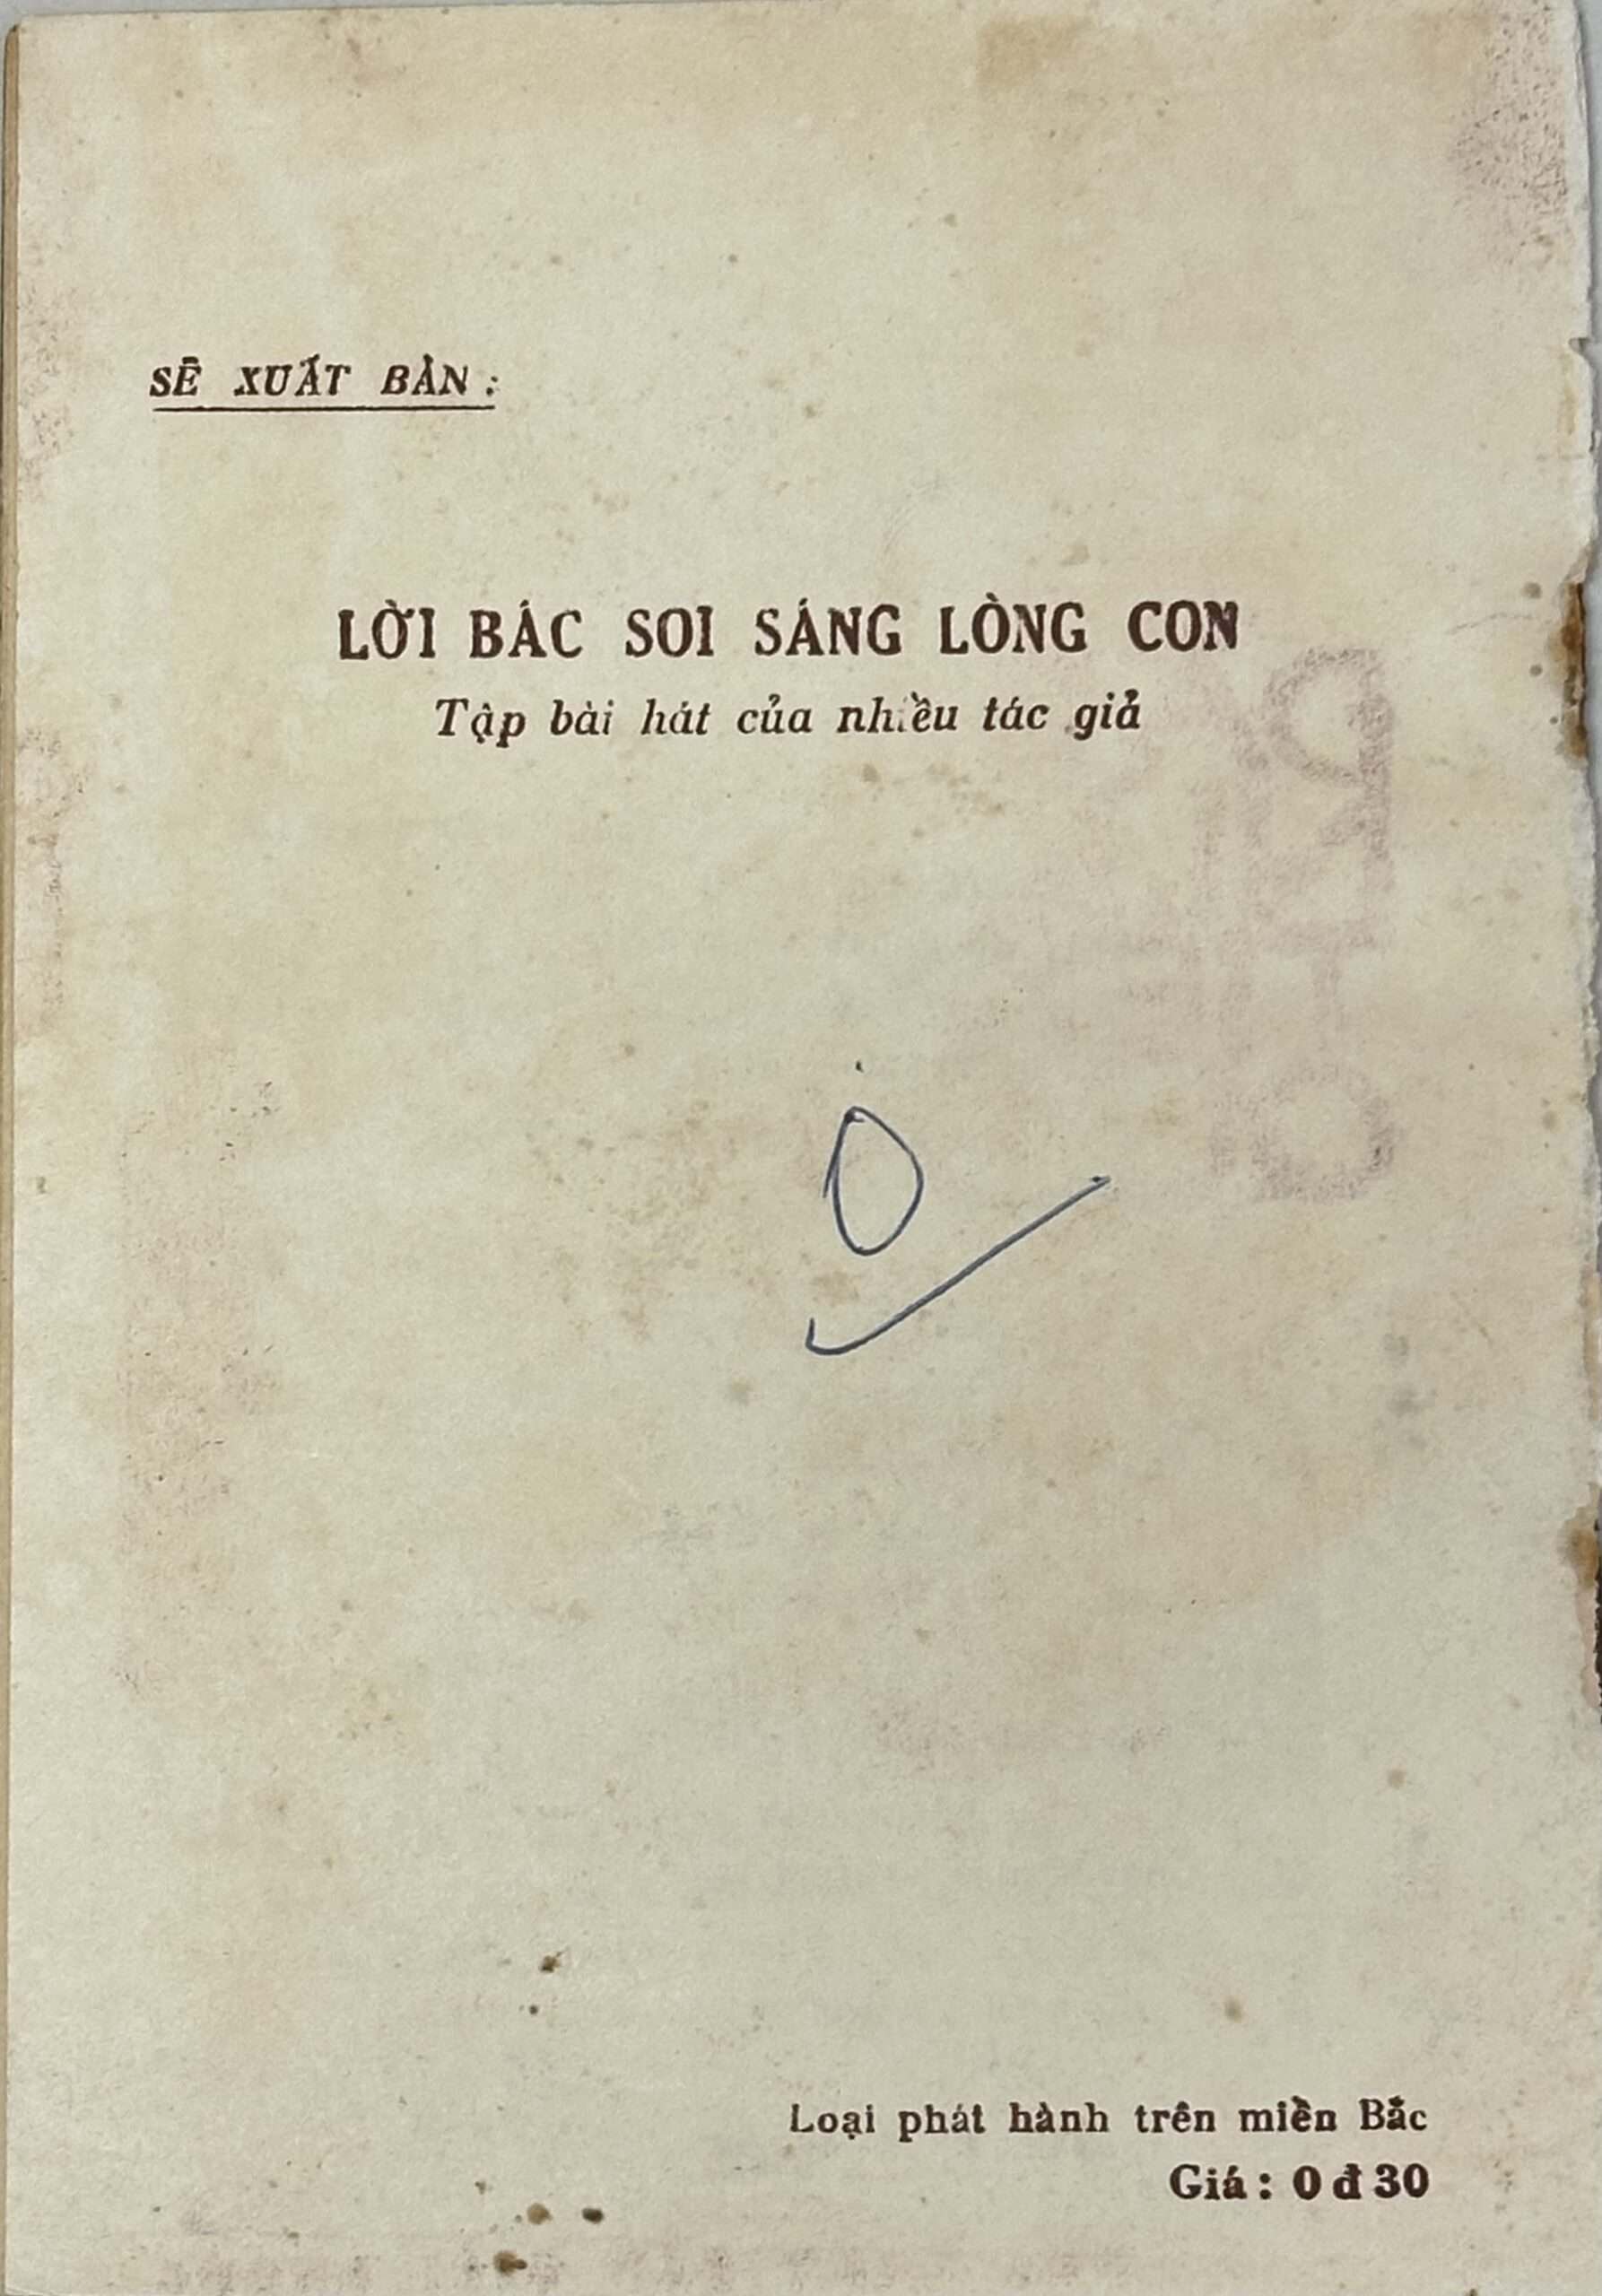 SẼ XUẤT BẢN :
LỜI BÁC SOI SÁNG LÒNG CON
Tập bài hát của nhiều tác giả
Loại phát hành trên miền Bắc
Giá : 0 đ 30